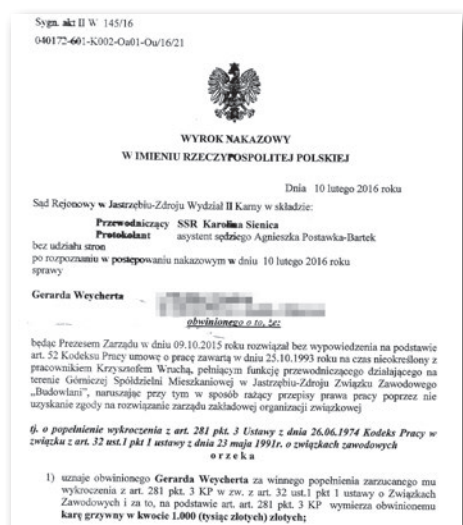 Sygn. akt II W 145/16
040172-601-K002-Oa01-Ou/16/21
WYROK NAKAZOWY
W IMIENIU RZECZYPOSPOLITEJ POLSKIEJ
Dnia 10 lutego 2016 roku
Sąd Rejonowy w Jastrzębiu-Zdroju Wydział II Karny w składzie:
Przewodniczący SSR Karolina Sienica
Protokolant asystent sędziego Agnieszka Postawka-Bartek
bez udziału stron
po rozpoznaniu w postępowaniu nakazowym w dniu 10 lutego 2016 roku
sprawy
Gerarda Weycherta
obwinionego o to, że:
będąc Prezesem Zarządu w dniu 09.10.2015 roku rozwiązał bez wypowiedzenia na podstawie
art. 52 Kodeksu Pracy umowę o pracę zawartą w dniu 25.10.1993 roku na czas nieokreślony z
pracownikiem Krzysztofem Wruchą, pełniącym funkcję przewodniczącego działającego na
terenie Górniczej Spółdzielni Mieszkaniowej w Jastrzębiu-Zdroju Związku Zawodowego
„Budowlani”, naruszając przy tym w sposób rażący przepisy prawa pracy poprzez nie
uzyskanie zgody na rozwiązanie zarządu zakładowej organizacji związkowej
tj. o popełnienie wykroczenia z art. 281 pkt. 3 Ustawy z dnia 26.06.1974 Kodeks Pracy w
związku z art. 32 ust.1 pkt 1 ustawy z dnia 23 maja 1991r. o związkach zawodowych
o r z e k a
1) uznaje obwinionego Gerarda Weycherta za winnego popełnienia zarzucanego mu
wykroczenia z art. 281 pkt. 3 KP w zw. z art. 32 ust.1 pkt 1 ustawy o Związkach
Zawodowych i za to, na podstawie art. art. 281 pkt. 3 KP wymierza obwinionemu
karę grzywny w kwocie 1.000 (tysiąc złotych) złotych;